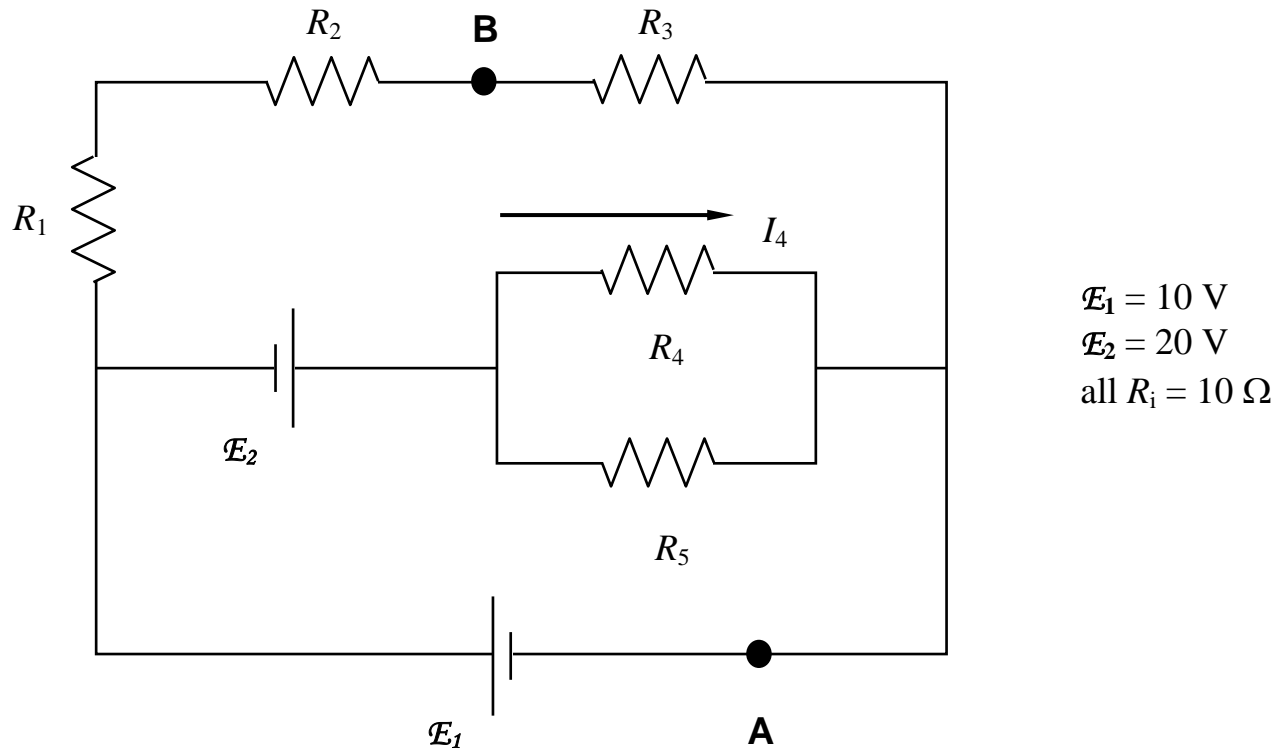 R₂
B
R₃
R₁
I₄
R₄
ℰ₁ = 10 V
ℰ₂ = 20 V
all Rᵢ = 10 Ω
ℰ₂
R₅
ℰ₁
A